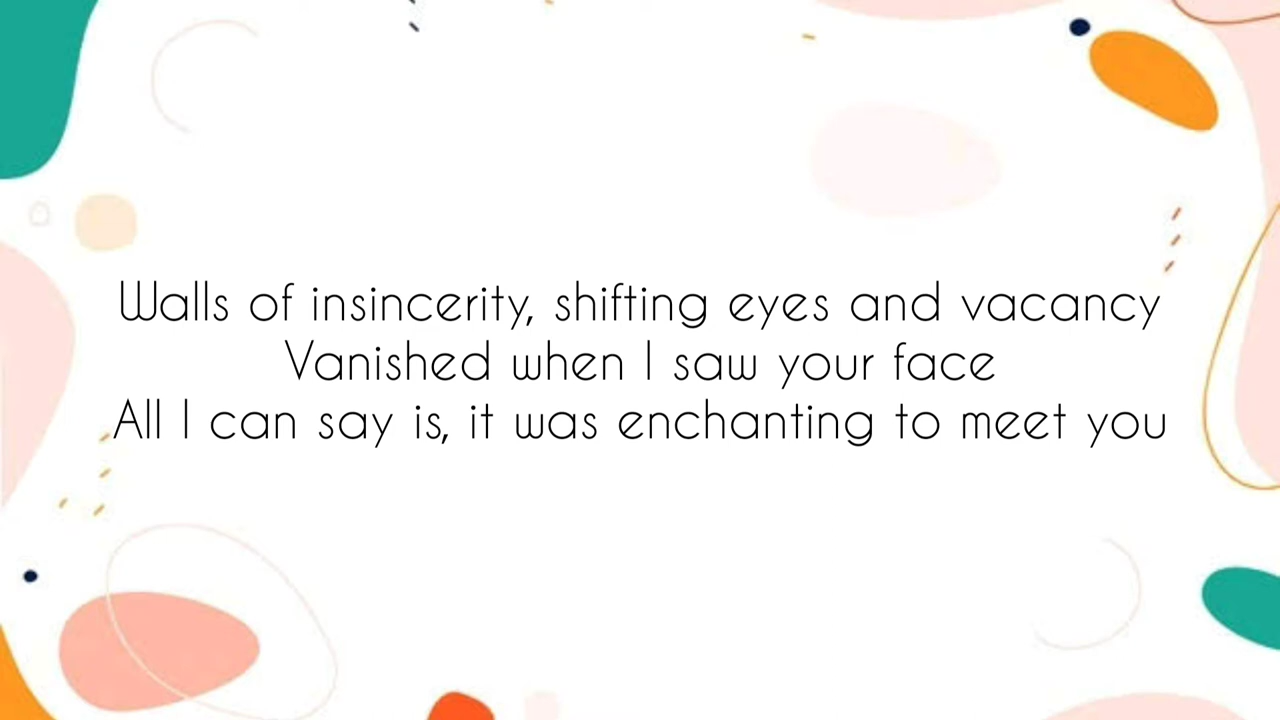 Walls of insincerity, shifting eyes and vacancy
Vanished when I saw your face
All I can say is, it was enchanting to meet you